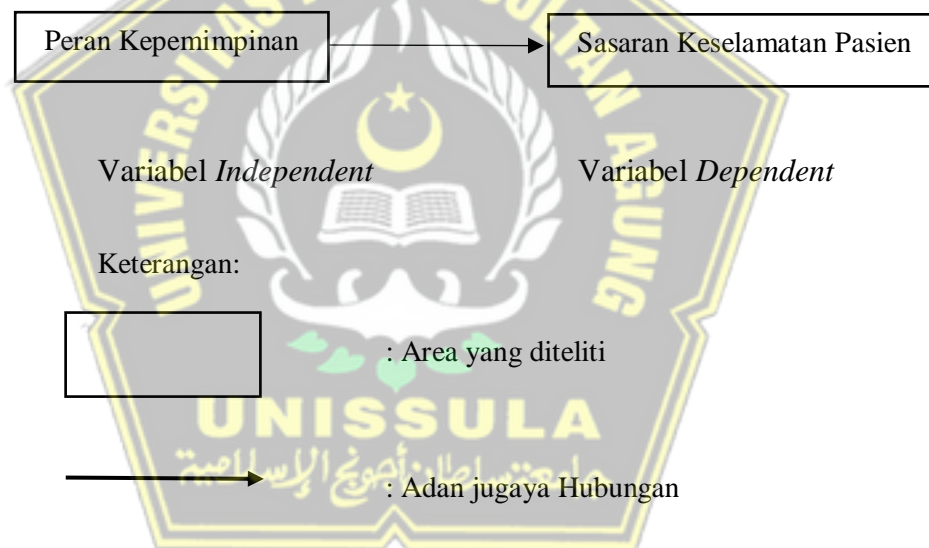 Peran Kepemimpinan
Sasaran Keselamatan Pasien
Variabel Independent
Variabel Dependent
Keterangan:
: Area yang diteliti
UNISSULA
: Adan jugaya Hubungan